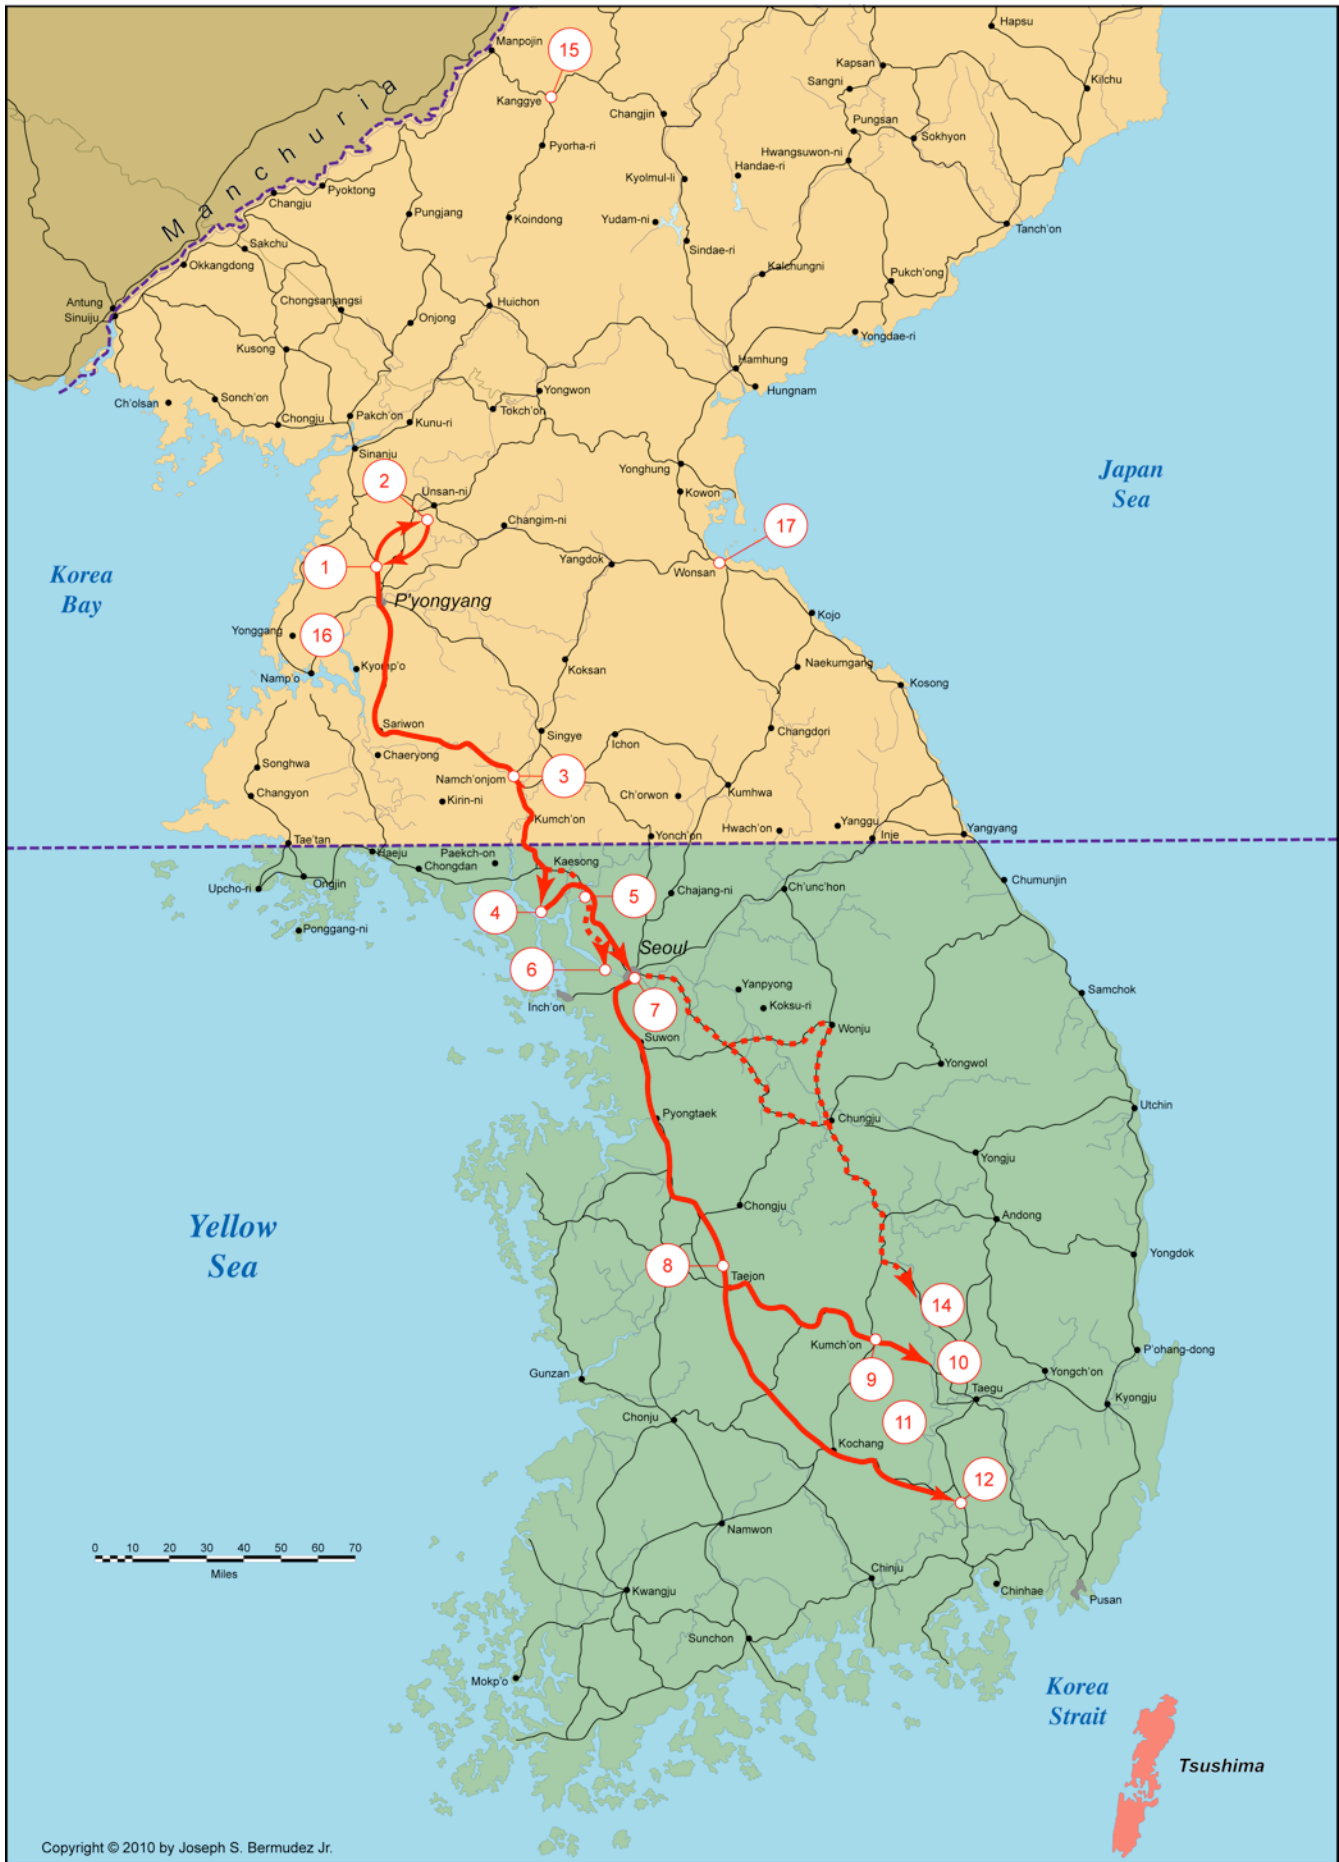 Hapsu
Manpojin
15
Kapsan
Sangni
Kilchu
Kanggye
Changjin
Pungsan
Sokhyon
Manchuria
Pyorha-ri
Hwangsuwon-ni
Handae-ri
Kyolmul-li
Pyoktong
Changju
Pungjang
Koindong
Yudam-ni
Tanch'on
Sakchu
Sindae-ri
Okkangdong
Kalchungni
Pukch'ong
Antung
Sinuiju
Chongsanjangsi
Huichon
Onjong
Yongdae-ri
Kusong
Hamhung
Hungnam
Ch'olsan
Sonch'on
Yongwon
Chongju
Pakch'on
Kunu-ri
Tokch'on
Sinanju
Yonghung
Japan
Sea
2
Unsan-ni
Kowon
Changim-ni
17
Korea
Bay
1
Yangdok
Wonsan
P'yongyang
Kojo
Yonggang
16
Kyomp'o
Koksan
Naekumgang
Namp'o
Kosong
Sariwon
Singye
Ichon
Changdori
Chaeryong
Songhwa
Namch'onjom
3
Changyon
Kirin-ni
Ch'orwon
Kumhwa
Kumch'on
Yonch'on
Hwach'on
Yanggu
Inje
Yangyang
Tae'tan
Haeju
Paekch-on
Chongdan
Kaesong
Upcho-ri
Ongjin
Chajang-ni
Ch'unc'hon
Chumunjin
4
5
Ponggang-ni
Seoul
6
Yanpyong
Samchok
Inch'on
7
Koksu-ri
Wonju
Suwon
Yongwol
Pyongtaek
Chungju
Utchin
Yongju
Chongju
Andong
Yellow
Sea
Yongdok
8
Taejon
14
Kumch'on
10
P'ohang-dong
9
Gunzan
Yongch'on
Taegu
Kyongju
11
Chonju
Kochang
12
0 10 20 30 40 50 60 70
Miles
Namwon
Chinju
Kwangju
Chinhae
Pusan
Sunchon
Mokp'o
Korea
Strait
Tsushima
Copyright © 2010 by Joseph S. Bermudez Jr.